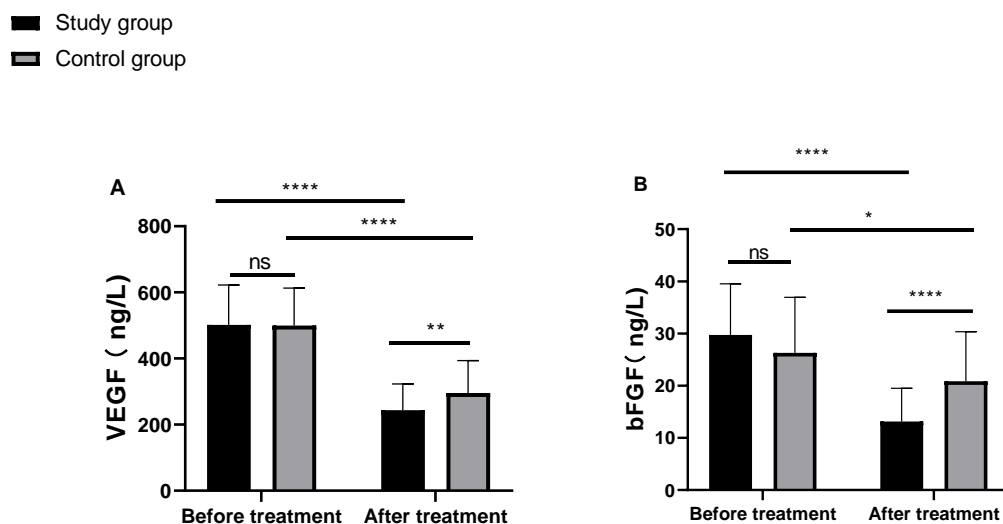 Study group
Control group
A
****
****
ns
**
VEGF（ ng/L)
800
600
400
200
0
Before treatment
After treatment
B
****
*
ns
****
bFGF( ng/L)
50
40
30
20
10
0
Before treatment
After treatment